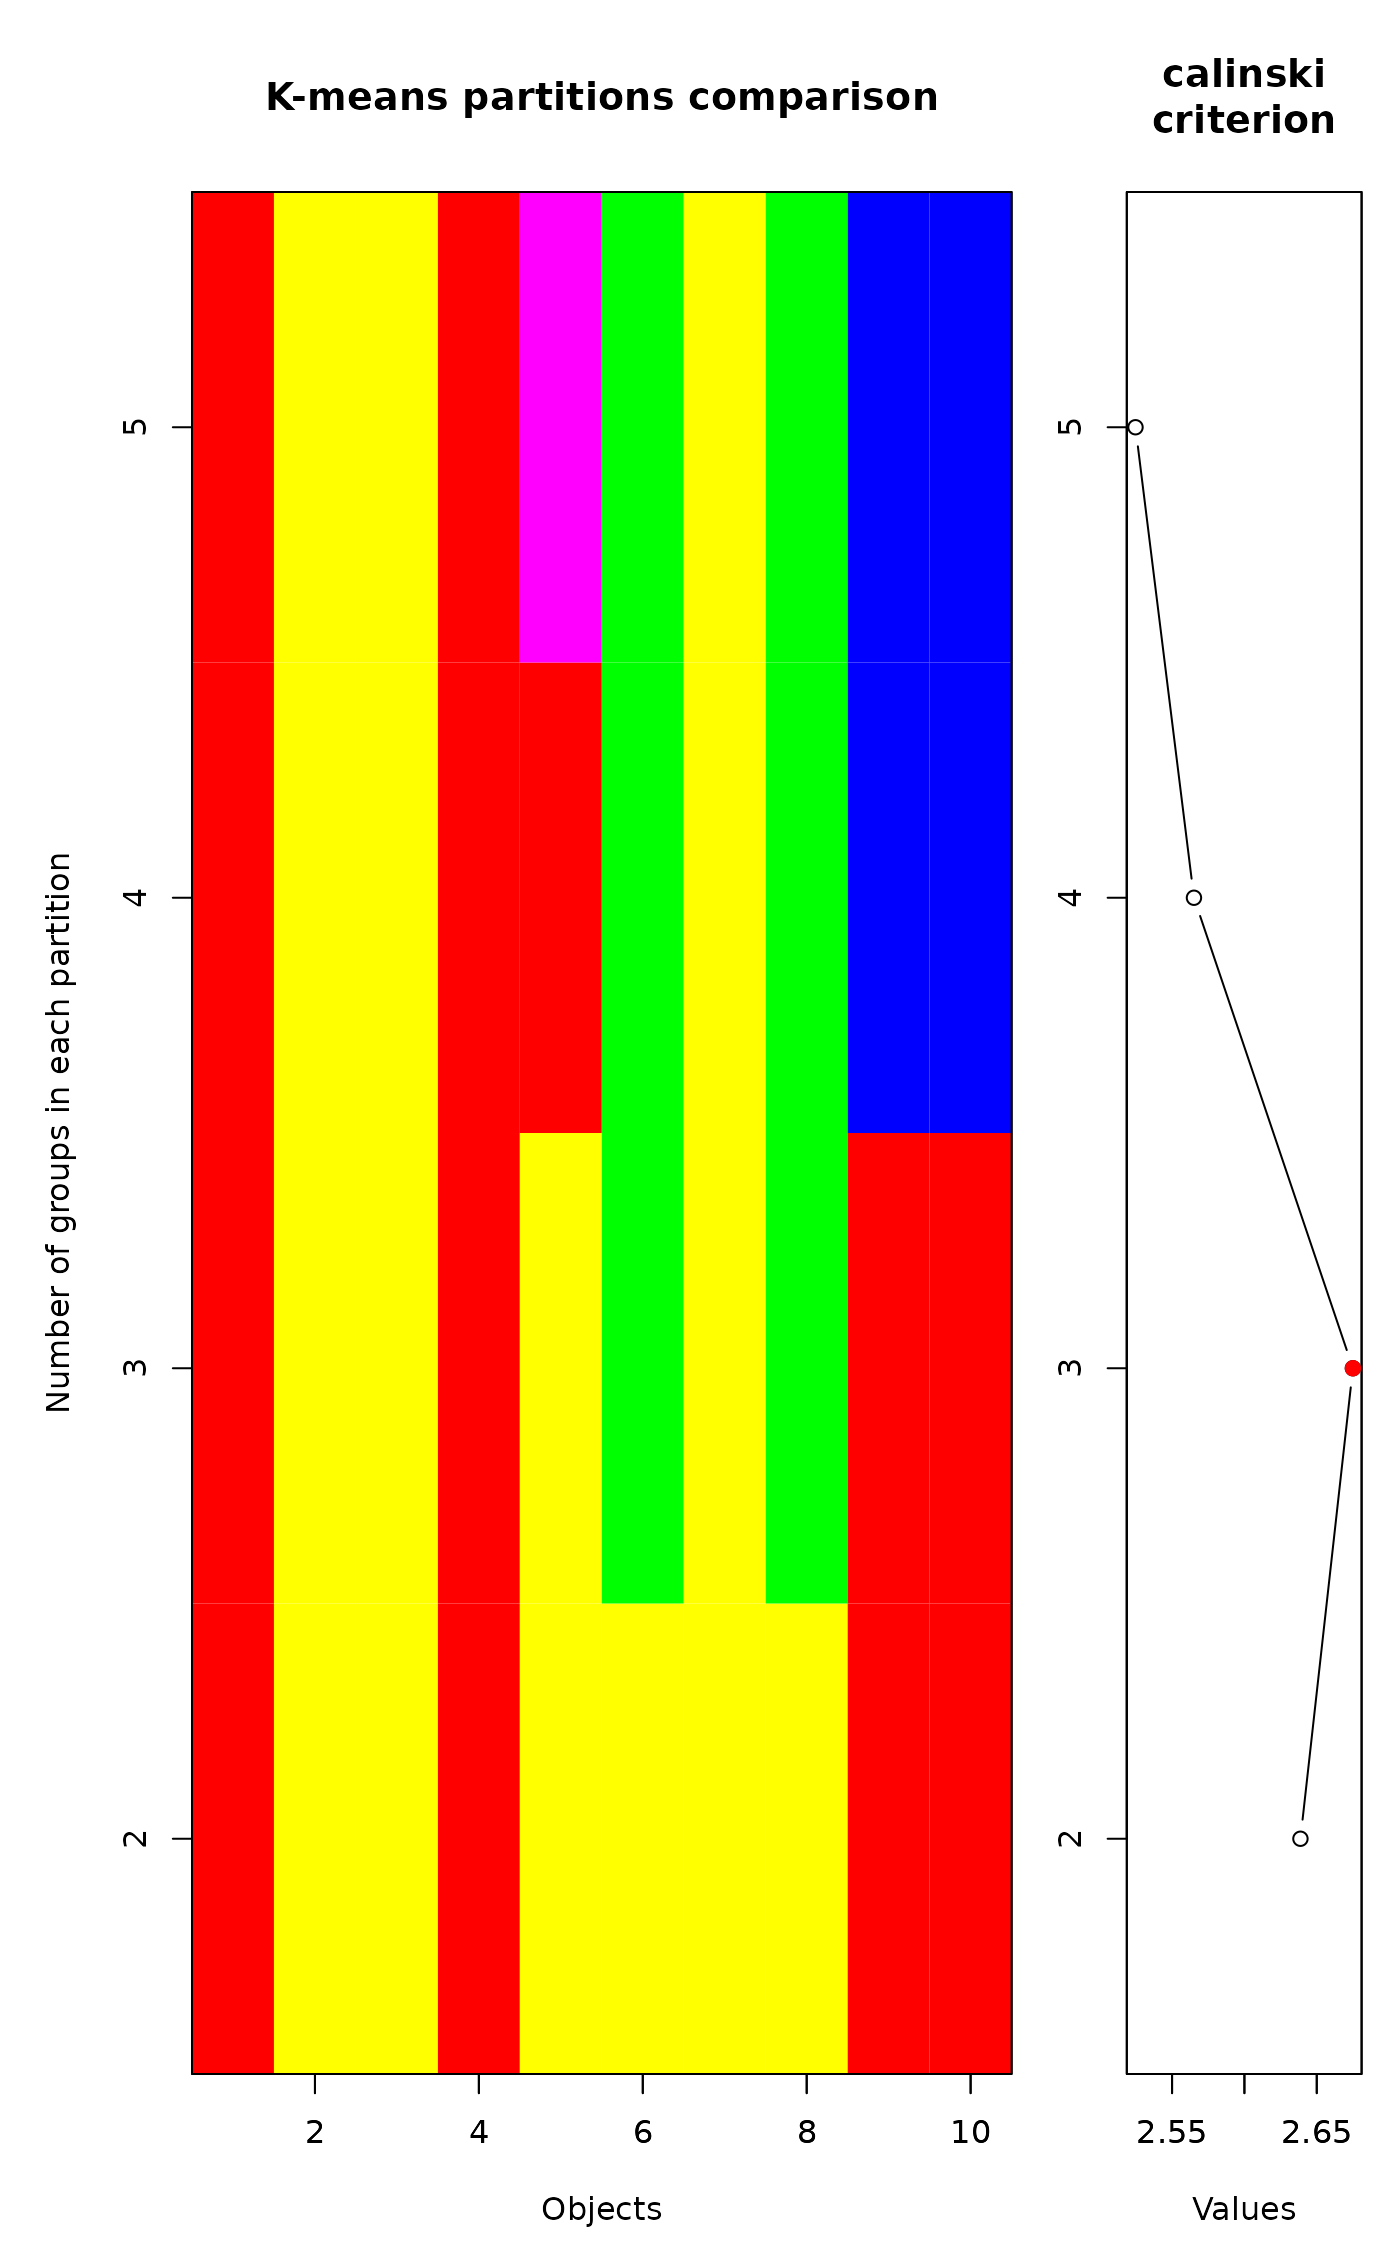 K-means partitions comparison
calinski
criterion
Number of groups in each partition
5
4
3
2
2
4
6
8
10
Objects
5
4
3
2
2.55
2.65
Values